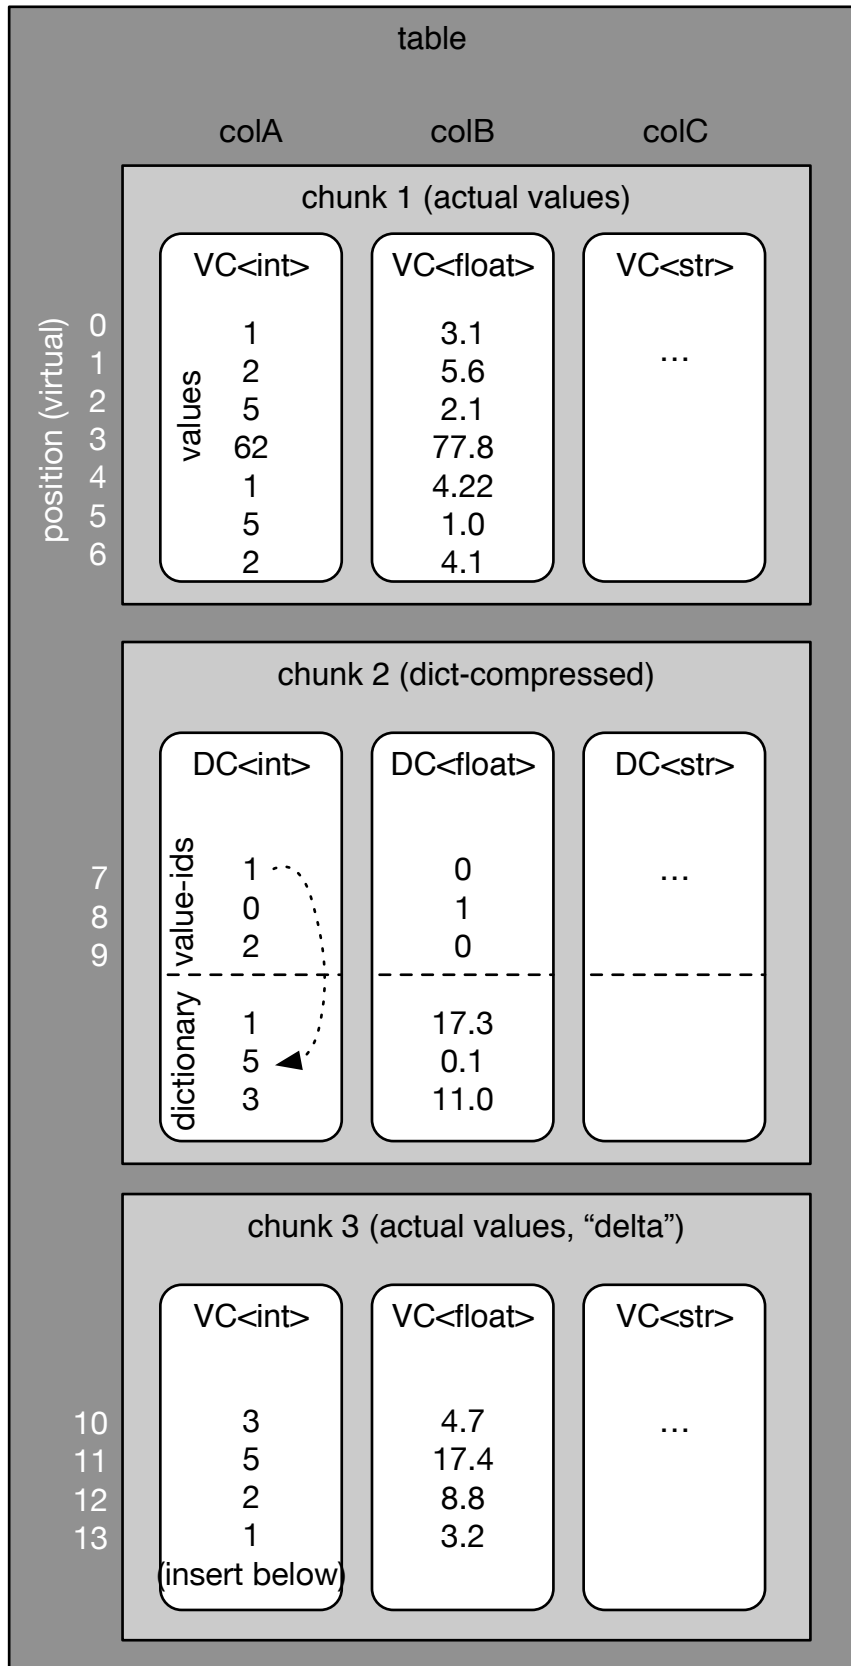 table
colA colB colC
chunk 1 (actual values)
VC<int> VC<float> VC<str>
position (virtual)
values
0 1 3.1 ...
1 2 5.6
2 5 2.1
3 62 77.8
4 1 4.22
5 5 1.0
6 2 4.1
chunk 2 (dict-compressed)
DC<int> DC<float> DC<str>
value-ids
7 1 0 ...
8 0 1
9 2 0
dictionary
1 17.3
5 0.1
3 11.0
chunk 3 (actual values, “delta”)
VC<int> VC<float> VC<str>
10 3 4.7 ...
11 5 17.4
12 2 8.8
13 1 3.2
(insert below)